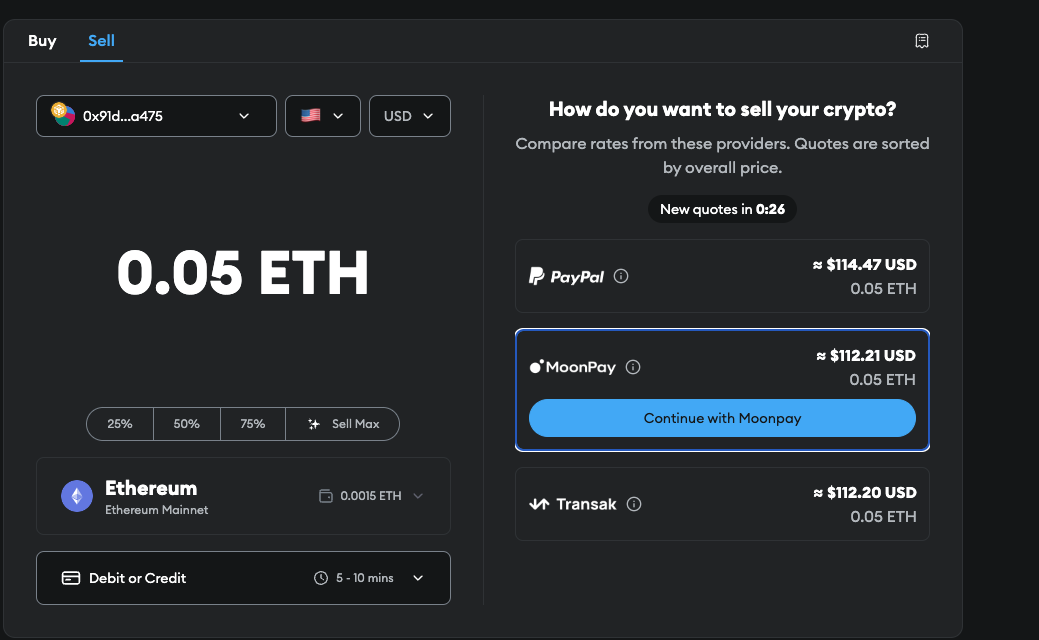 Buy
Sell
0x91d...a475
USD
0.05 ETH
25%
50%
75%
Sell Max
Ethereum
Ethereum Mainnet
0.0015 ETH
Debit or Credit
5 - 10 mins
How do you want to sell your crypto?
Compare rates from these providers. Quotes are sorted
by overall price.
New quotes in 0:26
PayPal
≈ $114.47 USD
0.05 ETH
MoonPay
≈ $112.21 USD
0.05 ETH
Continue with Moonpay
Transak
≈ $112.20 USD
0.05 ETH